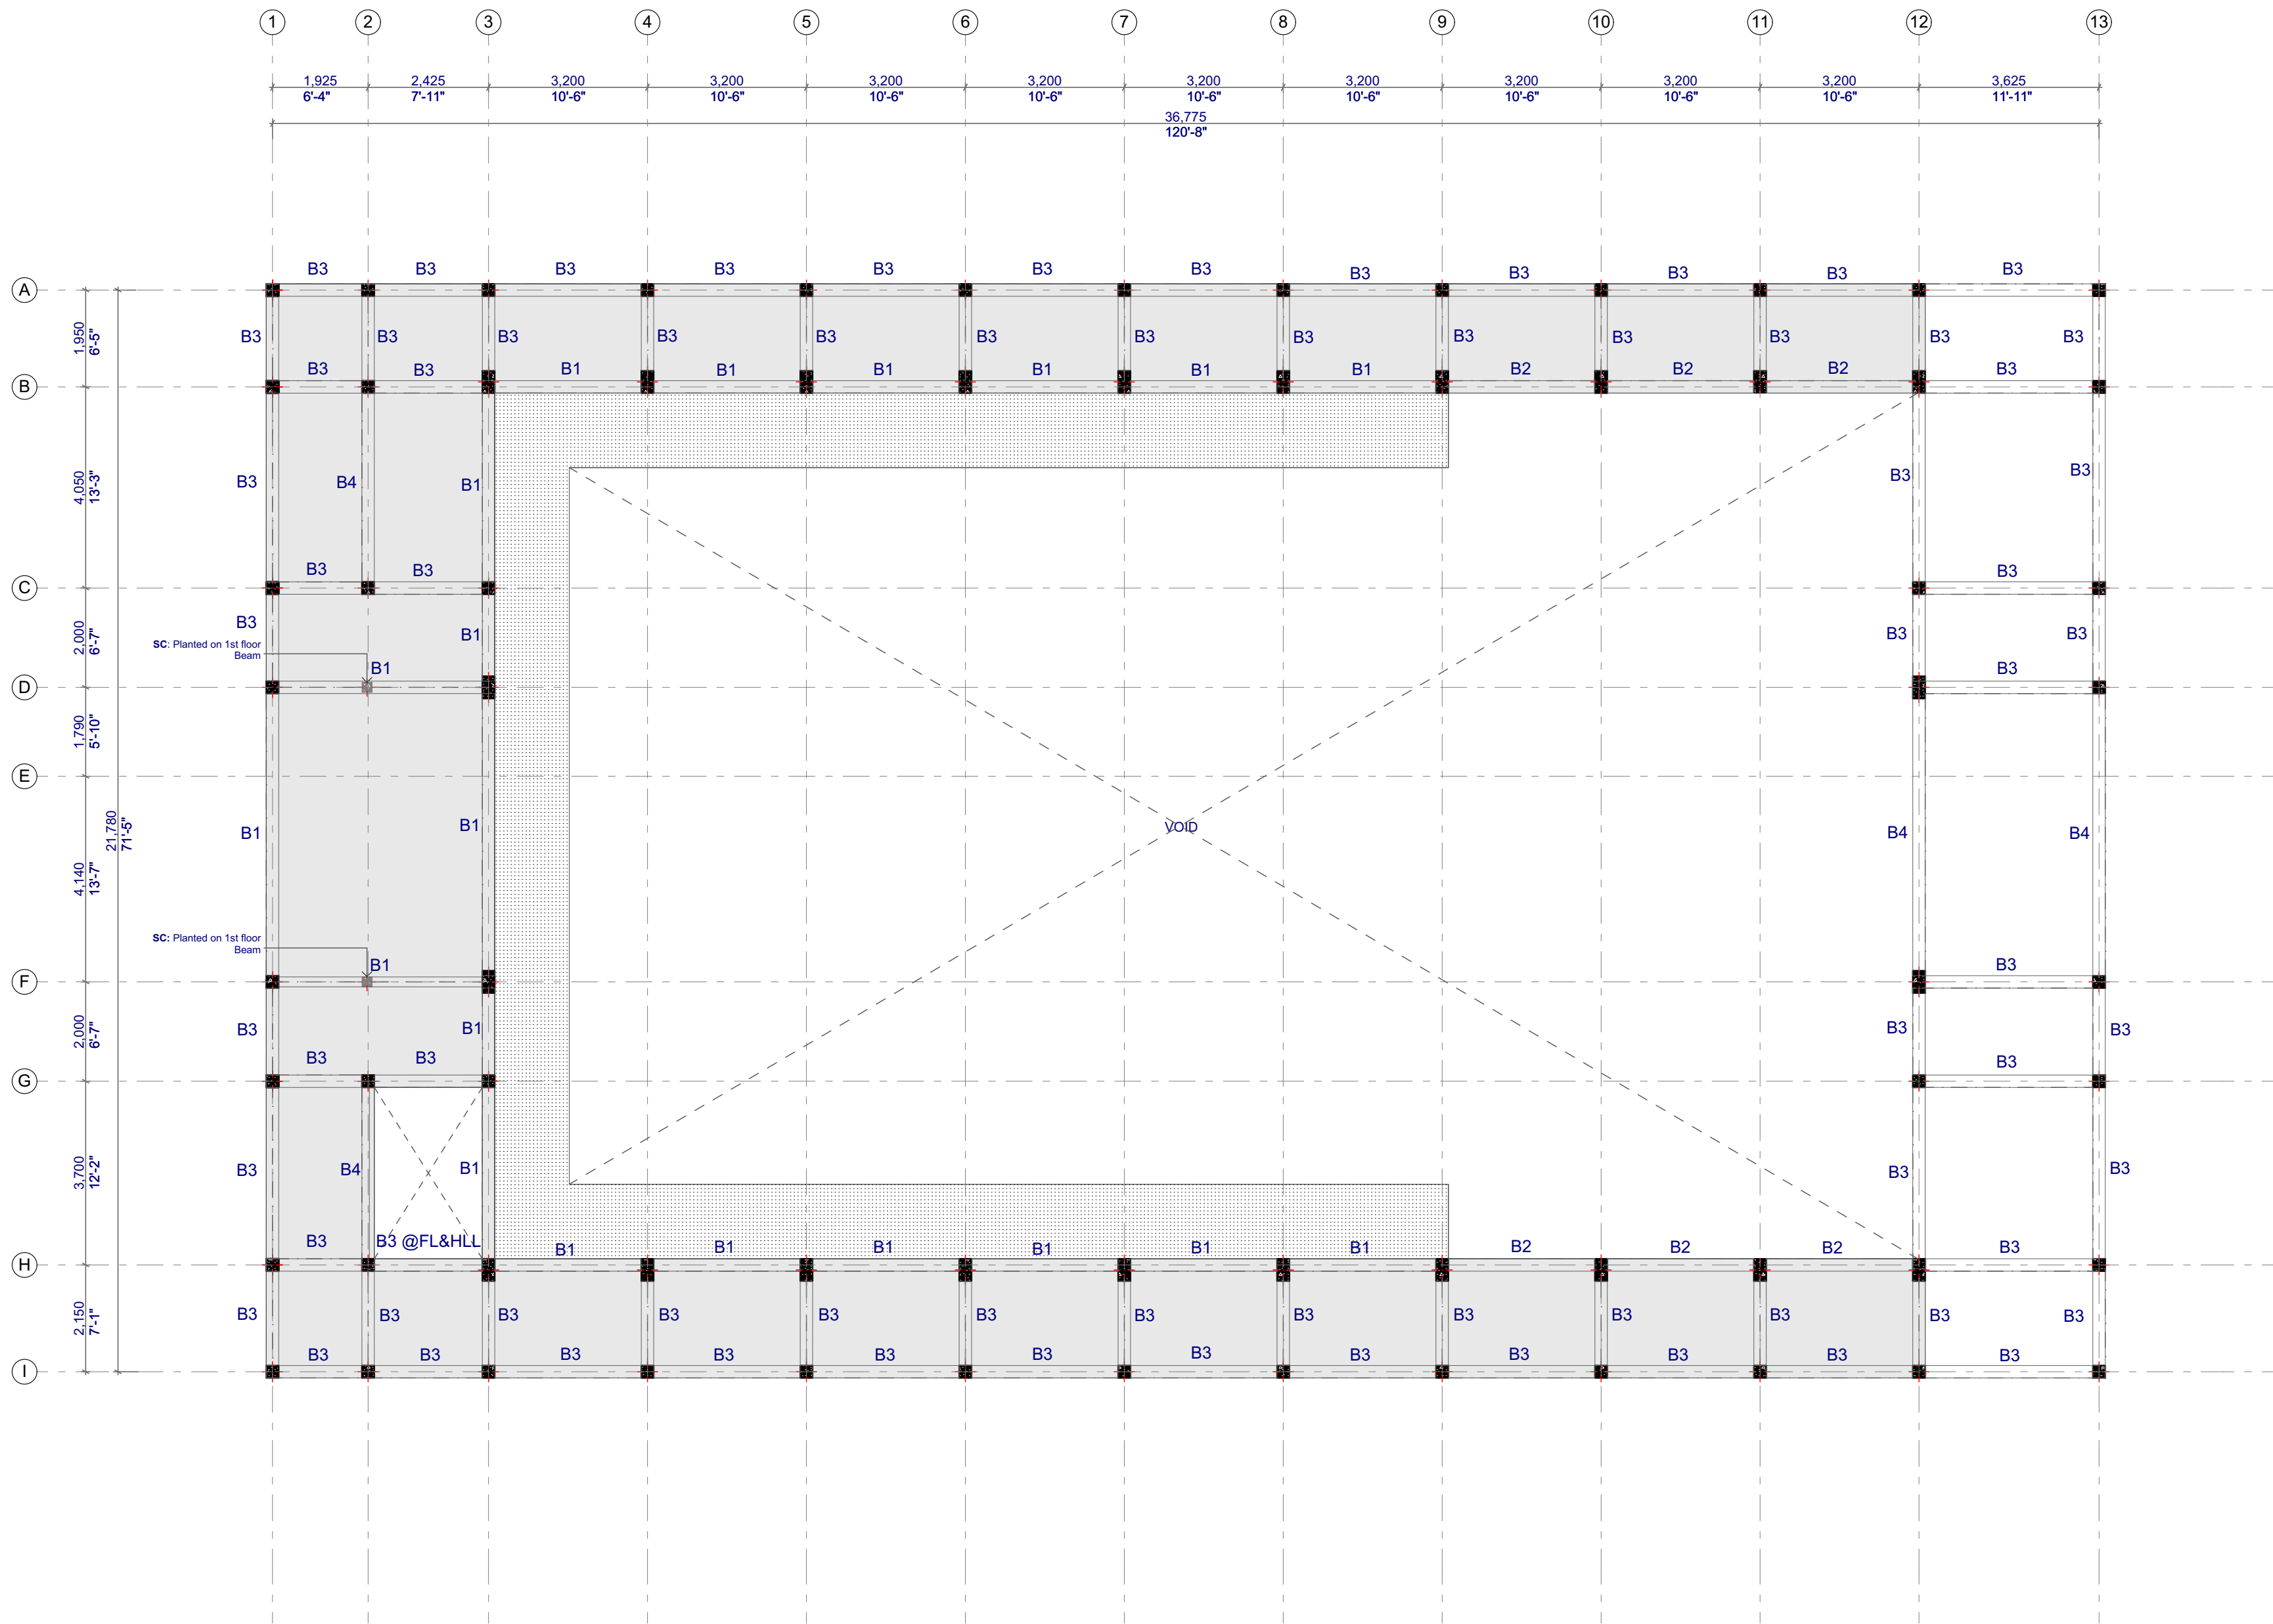 1 2 3 4 5 6 7 8 9 10 11 12 13
1,925 2,425 3,200 3,200 3,200 3,200 3,200 3,200 3,200 3,200 3,200 3,625
6'-4" 7'-11" 10'-6" 10'-6" 10'-6" 10'-6" 10'-6" 10'-6" 10'-6" 10'-6" 10'-6" 11'-11"
36,775
120'-8"
B3 B3 B3 B3 B3 B3 B3 B3 B3 B3 B3 B3
A
1,950
6'-5"
B3 B3 B3 B3 B3 B3 B3 B3 B3 B3 B3 B3 B3
B3 B3 B1 B1 B1 B1 B1 B1 B2 B2 B2 B3
B
4,050
13'-3"
B3 B4 B1 B3 B3
B3 B3 B3
C
2,000
6'-7"
B3 B1 B3 B3
SC: Planted on 1st floor
Beam
B1 B3
D
1,790
5'-10"
E
21,780
71'-5"
B1 B1 VOID B4 B4
4,140
13'-7"
SC: Planted on 1st floor
Beam
B1 B3
F
2,000
6'-7"
B3 B1 B3 B3
B3 B3 B3
G
3,700
12'-2"
B3 B4 B1 B3 B3
B3 B3 @FL&HLL B1 B1 B1 B1 B1 B1 B2 B2 B2 B3
H
2,150
7'-1"
B3 B3 B3 B3 B3 B3 B3 B3 B3 B3 B3 B3 B3
B3 B3 B3 B3 B3 B3 B3 B3 B3 B3 B3 B3
I